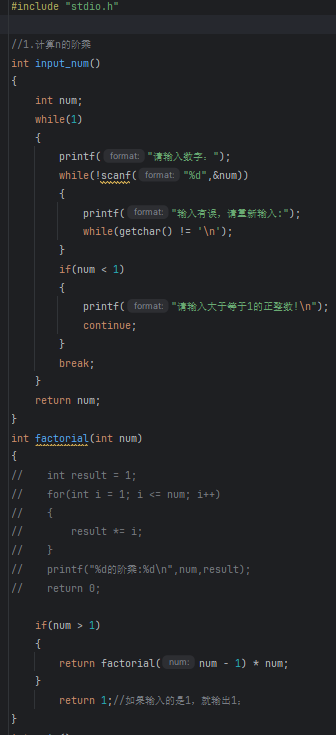 #include "stdio.h"
//1.计算n的阶乘
int input_num()
{
int num;
while(1)
{
printf( format: "请输入数字：");
while(!scanf( format: "%d",&num))
{
printf( format: "输入有误，请重新输入:");
while(getchar() != '\n');
}
if(num < 1)
{
printf( format: "请输入大于等于1的正整数!\n");
continue;
}
break;
}
return num;
}
int factorial(int num)
{
// int result = 1;
// for(int i = 1; i <= num; i++)
// {
// result *= i;
// }
// printf("%d的阶乘:%d\n",num,result);
// return 0;
if(num > 1)
{
return factorial( num: num - 1) * num;
}
return 1;//如果输入的是1，就输出1;
}